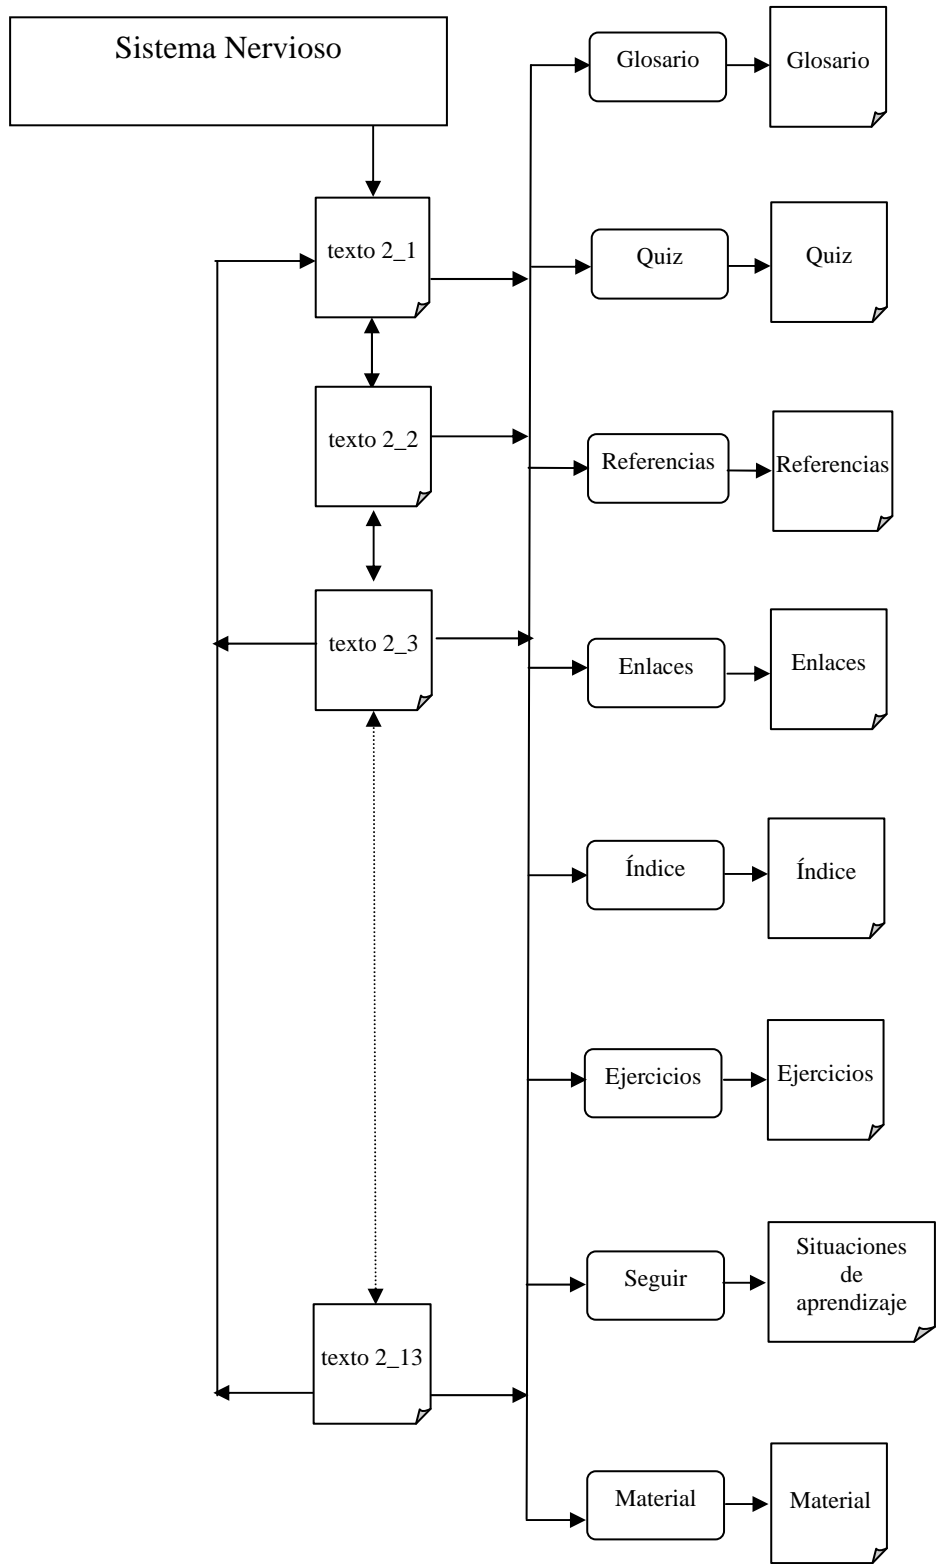 Sistema Nervioso
Glosario
Glosario
texto 2_1
Quiz
Quiz
texto 2_2
Referencias
Referencias
texto 2_3
Enlaces
Enlaces
Índice
Índice
Ejercicios
Ejercicios
Seguir
Situaciones
de
aprendizaje
texto 2_13
Material
Material